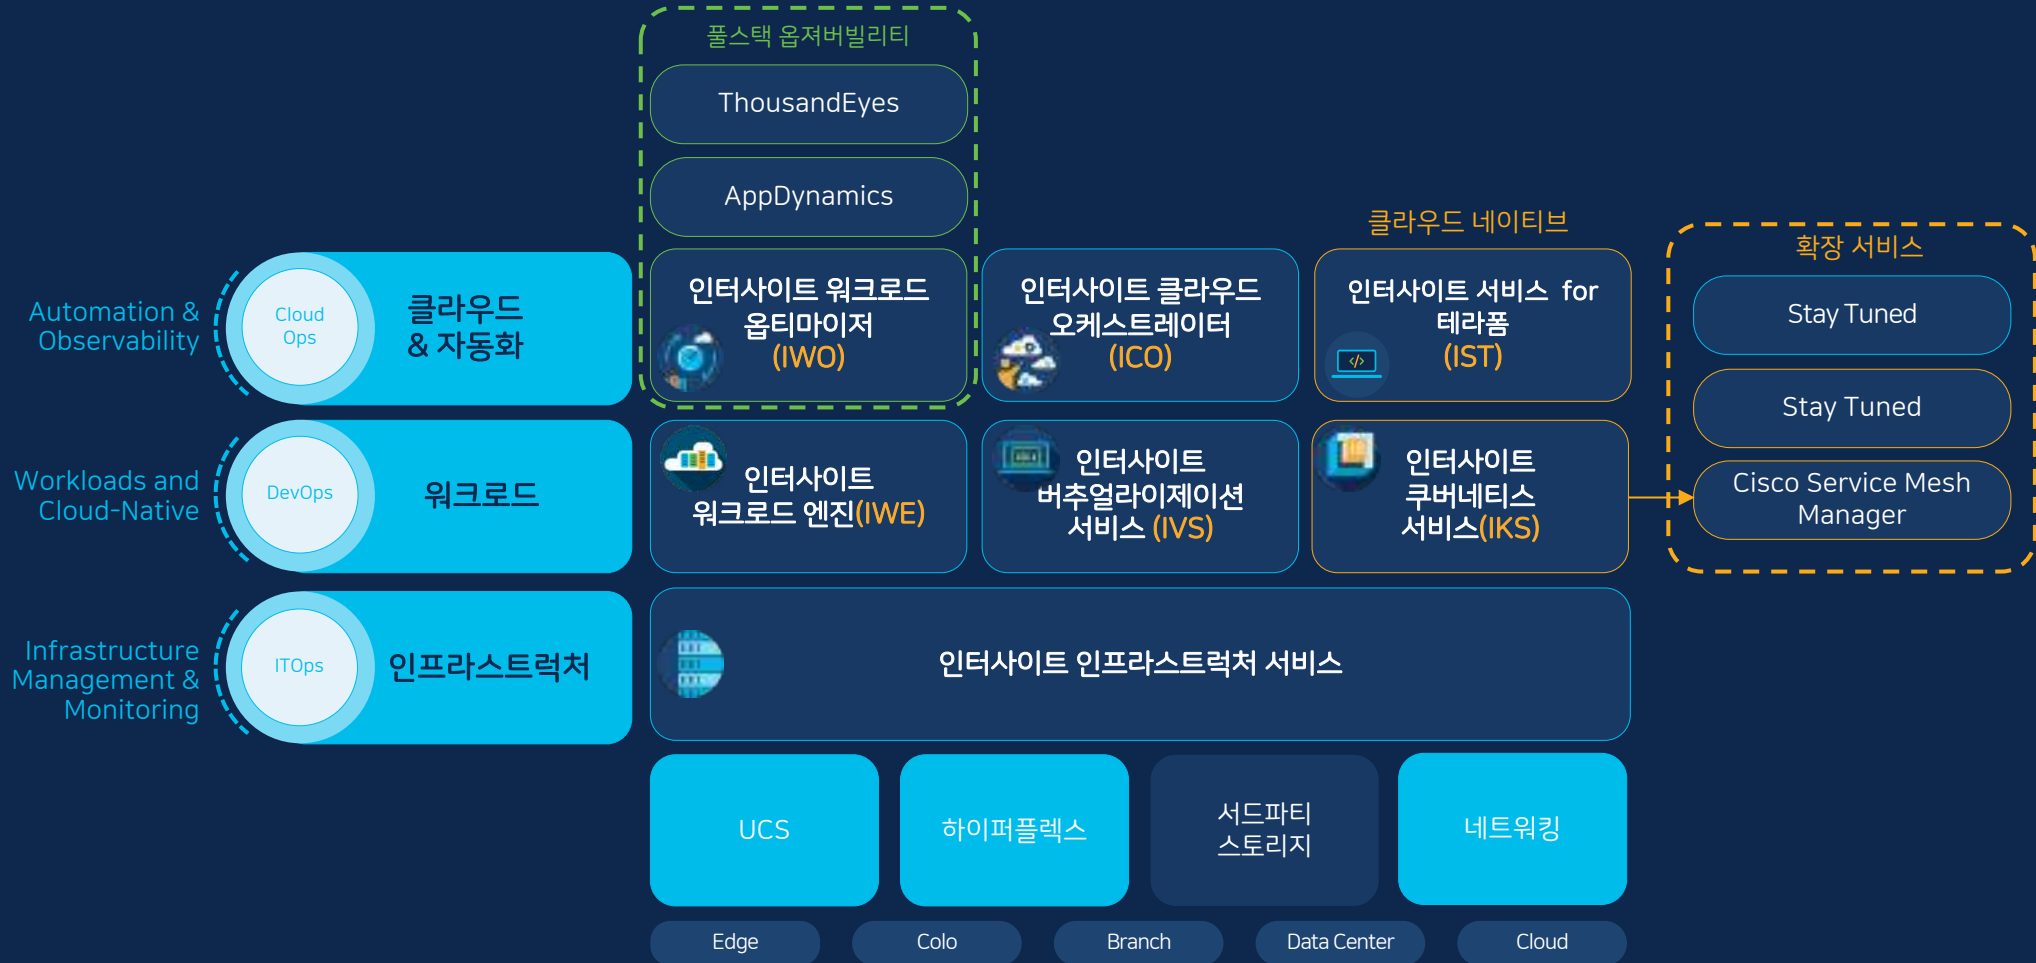 풀스택 옵져버빌리티
ThousandEyes
AppDynamics
클라우드 네이티브
확장 서비스
Automation &
Observability
Cloud
Ops
클라우드
& 자동화
인터사이트 워크로드
옵티마이저
(IWO)
인터사이트 클라우드
오케스트레이터
(ICO)
인터사이트 서비스 for
테라폼
(IST)
</>
Stay Tuned
Stay Tuned
Workloads and
Cloud-Native
DevOps
워크로드
인터사이트
워크로드 엔진(IWE)
인터사이트
버추얼라이제이션
서비스 (IVS)
인터사이트
쿠버네티스
서비스(IKS)
Cisco Service Mesh
Manager
Infrastructure
Management &
Monitoring
ITOps
인프라스트럭처
인터사이트 인프라스트럭처 서비스
UCS
하이퍼플렉스
서드파티
스토리지
네트워킹
Edge
Colo
Branch
Data Center
Cloud